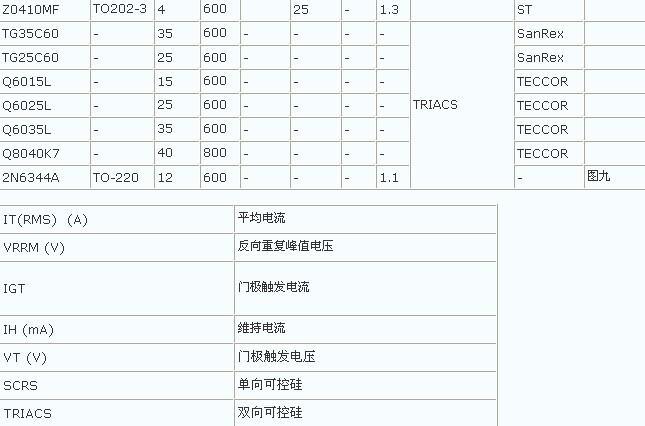 Z0410MF TO202-3 4 600 25 - 1.3 ST
TG35C60 - 35 600 - - - - SanRex
TG25C60 - 25 600 - - - - SanRex
Q6015L - 15 600 - - - - TECCOR
Q6025L - 25 600 - - - - TRIACS TECCOR
Q6035L - 35 600 - - - - TECCOR
Q8040K7 - 40 800 - - - - TECCOR
2N6344A TO-220 12 600 - - - 1.1 - 图九
IT(RMS) (A) 平均电流
VRRM (V) 反向重复峰值电压
IGT 门极触发电流
IH (mA) 维持电流
VT (V) 门极触发电压
SCRS 单向可控硅
TRIACS 双向可控硅